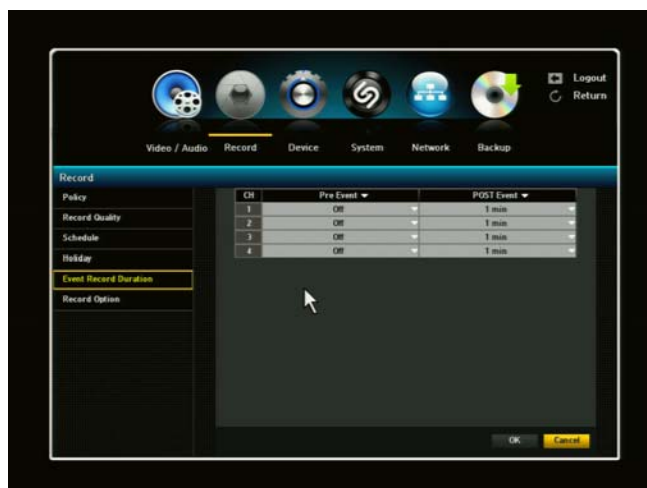 Logout
Return
Video / Audio Record Device System Network Backup
Record
Policy
Record Quality
Schedule
Holiday
Event Record Duration
Record Option
CH Pre Event POST Event
1 Off 1 min
2 Off 1 min
3 Off 1 min
4 Off 1 min
OK Cancel